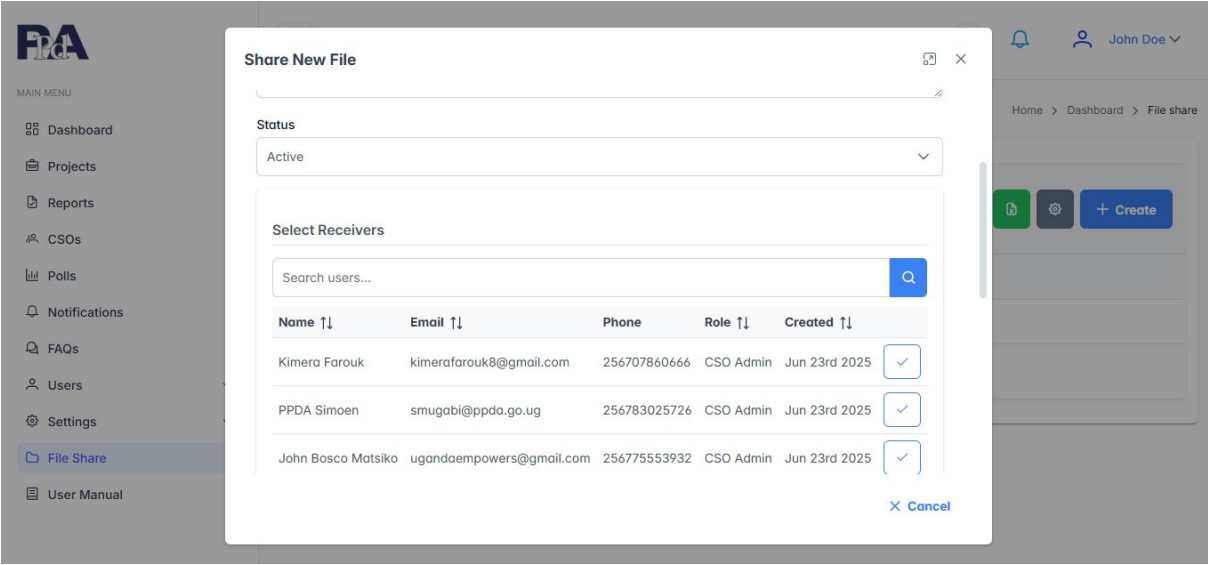 PPdA
Share New File
John Doe
MAIN MENU
Home > Dashboard > File share
Dashboard
Projects
Reports
CSOs
Polls
Notifications
FAQs
Users
Settings
File Share
User Manual
Status
Active
Select Receivers
Search users...
Name Email Phone Role Created
Kimera Farouk kimerafarouk8@gmail.com 256707860666 CSO Admin Jun 23rd 2025
PPDA Simoen smugabi@ppda.go.ug 256783025726 CSO Admin Jun 23rd 2025
John Bosco Matsiko ugandaempowers@gmail.com 256775553932 CSO Admin Jun 23rd 2025
Cancel
+ Create